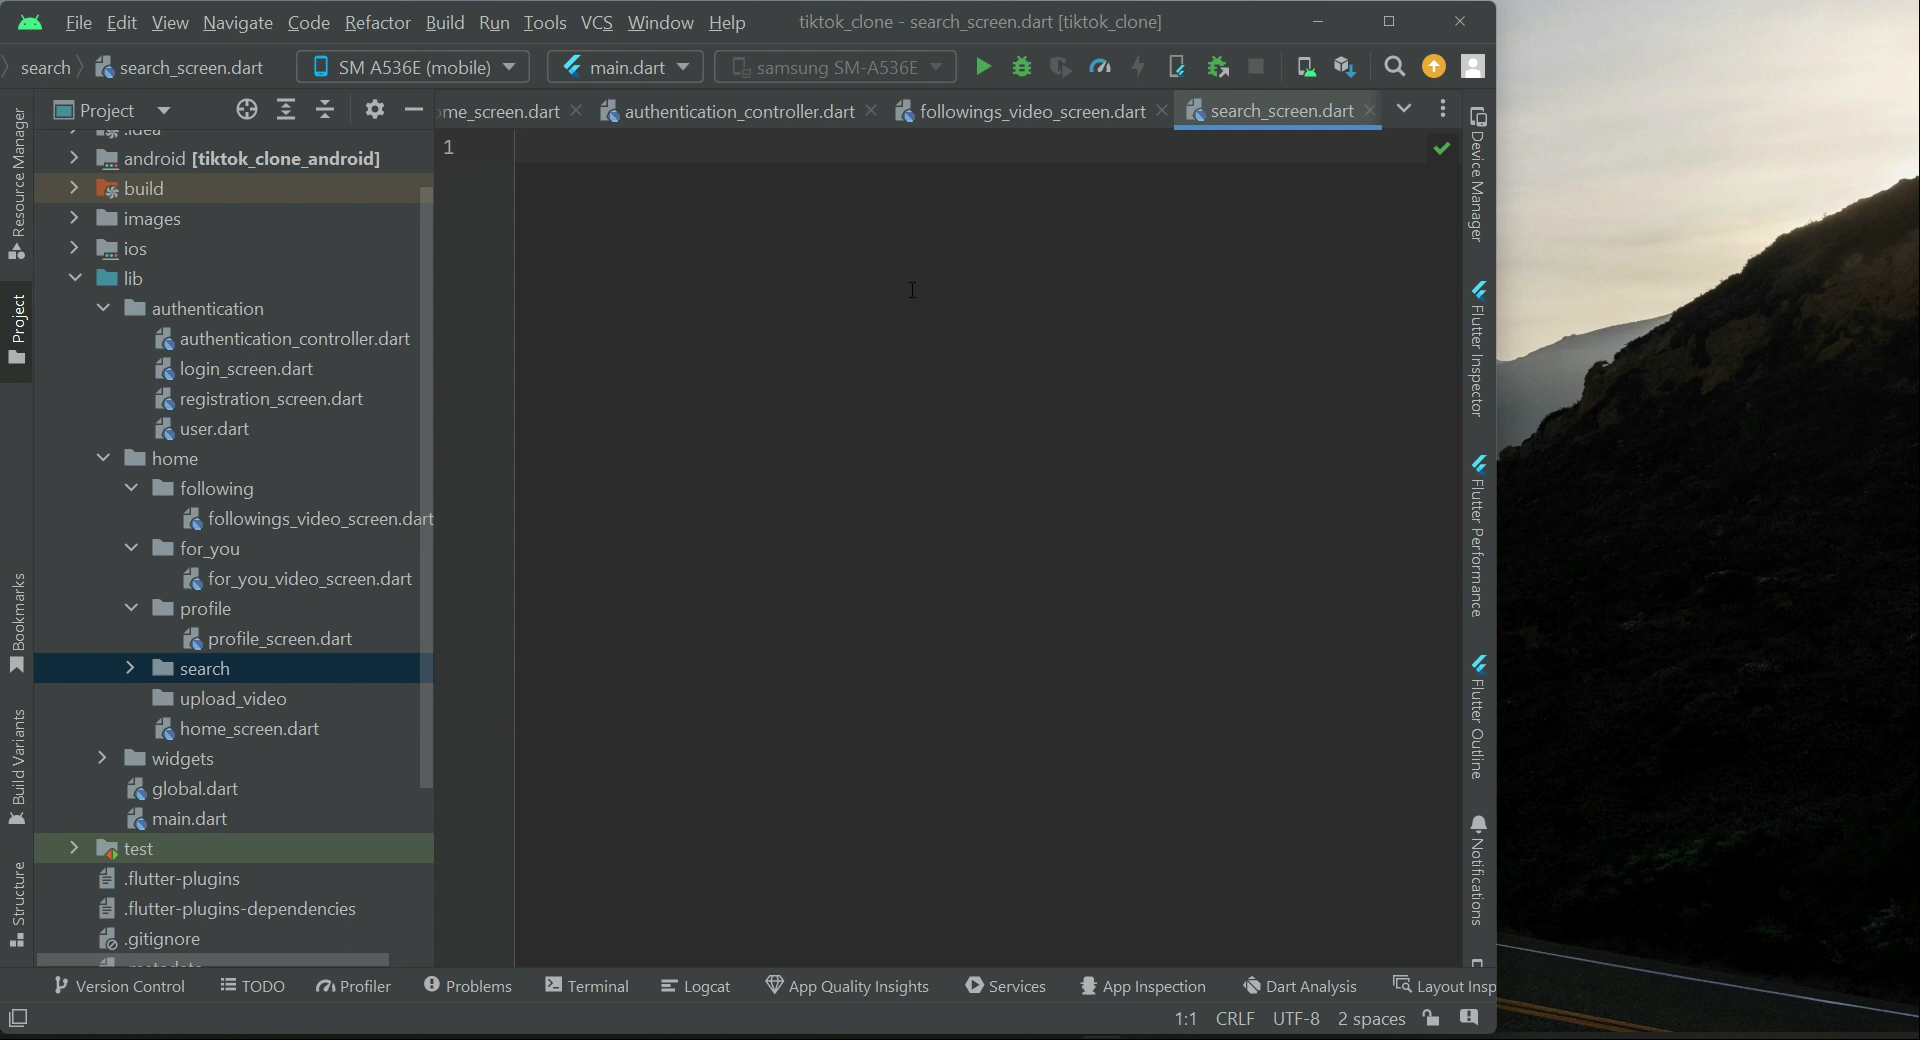 File Edit View Navigate Code Refactor Build Run Tools VCS Window Help tiktok_clone - search_screen.dart [tiktok_clone]
search search_screen.dart SM A536E (mobile) main.dart samsung SM-A536E
Project ome_screen.dart authentication_controller.dart followings_video_screen.dart search_screen.dart
1
.idea
android [tiktok_clone_android]
build
images
ios
lib
authentication
authentication_controller.dart
login_screen.dart
registration_screen.dart
user.dart
home
following
followings_video_screen.dart
for_you
for_you_video_screen.dart
profile
profile_screen.dart
search
upload_video
home_screen.dart
widgets
global.dart
main.dart
test
.flutter-plugins
.flutter-plugins-dependencies
.gitignore
Resource Manager
Project
Bookmarks
Build Variants
Structure
Device Manager
Flutter Inspector
Flutter Performance
Flutter Outline
Notifications
Version Control TODO Profiler Problems Terminal Logcat App Quality Insights Services App Inspection Dart Analysis Layout Insp
1:1 CRLF UTF-8 2 spaces